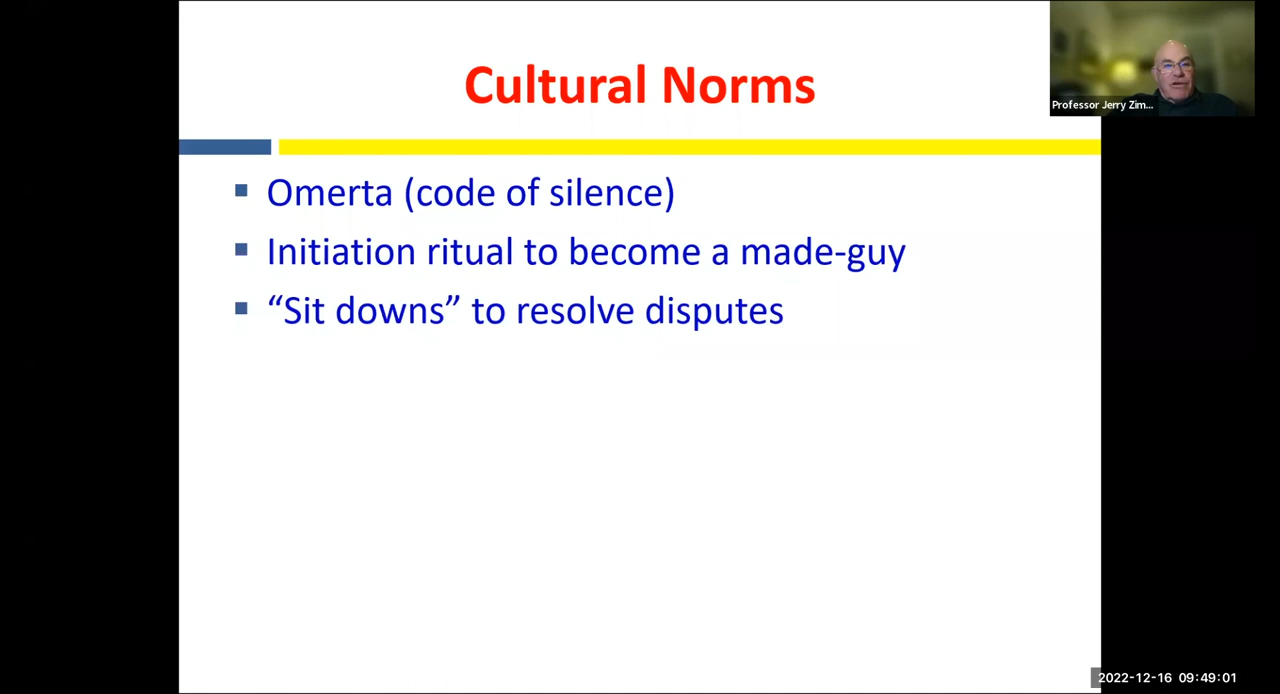 Cultural Norms
Professor Jerry Zim...
Omerta (code of silence)
Initiation ritual to become a made-guy
“Sit downs” to resolve disputes
2022-12-16 09:49:01